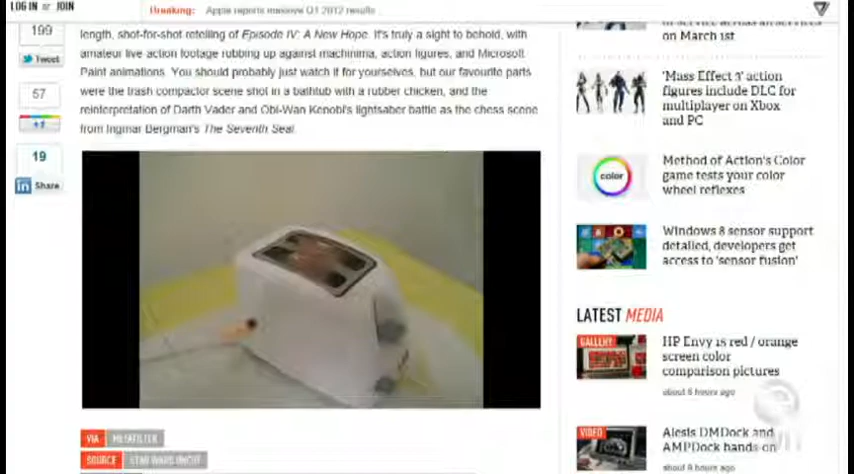 LOG IN or JOIN
Breaking: Apple reports massive Q1 2012 results
199
Tweet
57
+1
19
in Share
length, shot-for-shot retelling of Episode IV: A New Hope. It's truly a sight to behold, with
amateur live action footage rubbing up against machinima, action figures, and Microsoft
Paint animations. You should probably just watch it for yourselves, but our favourite parts
were the trash compactor scene shot in a bathtub with a rubber chicken, and the
reinterpretation of Darth Vader and Obi-Wan Kenobi's lightsaber battle as the chess scene
from Ingmar Bergman's The Seventh Seal.
VIA METAFILTER
SOURCE STAR WARS UNCUT
on March 1st
'Mass Effect 3' action
figures include DLC for
multiplayer on Xbox
and PC
color
Method of Action's Color
game tests your color
wheel reflexes
Windows 8 sensor support
detailed, developers get
access to 'sensor fusion'
LATEST MEDIA
GALLERY
HP Envy 15 red / orange
screen color
comparison pictures
about 6 hours ago
VIDEO
Alesis DMDock and
AMPDock hands-on
about 8 hours ago